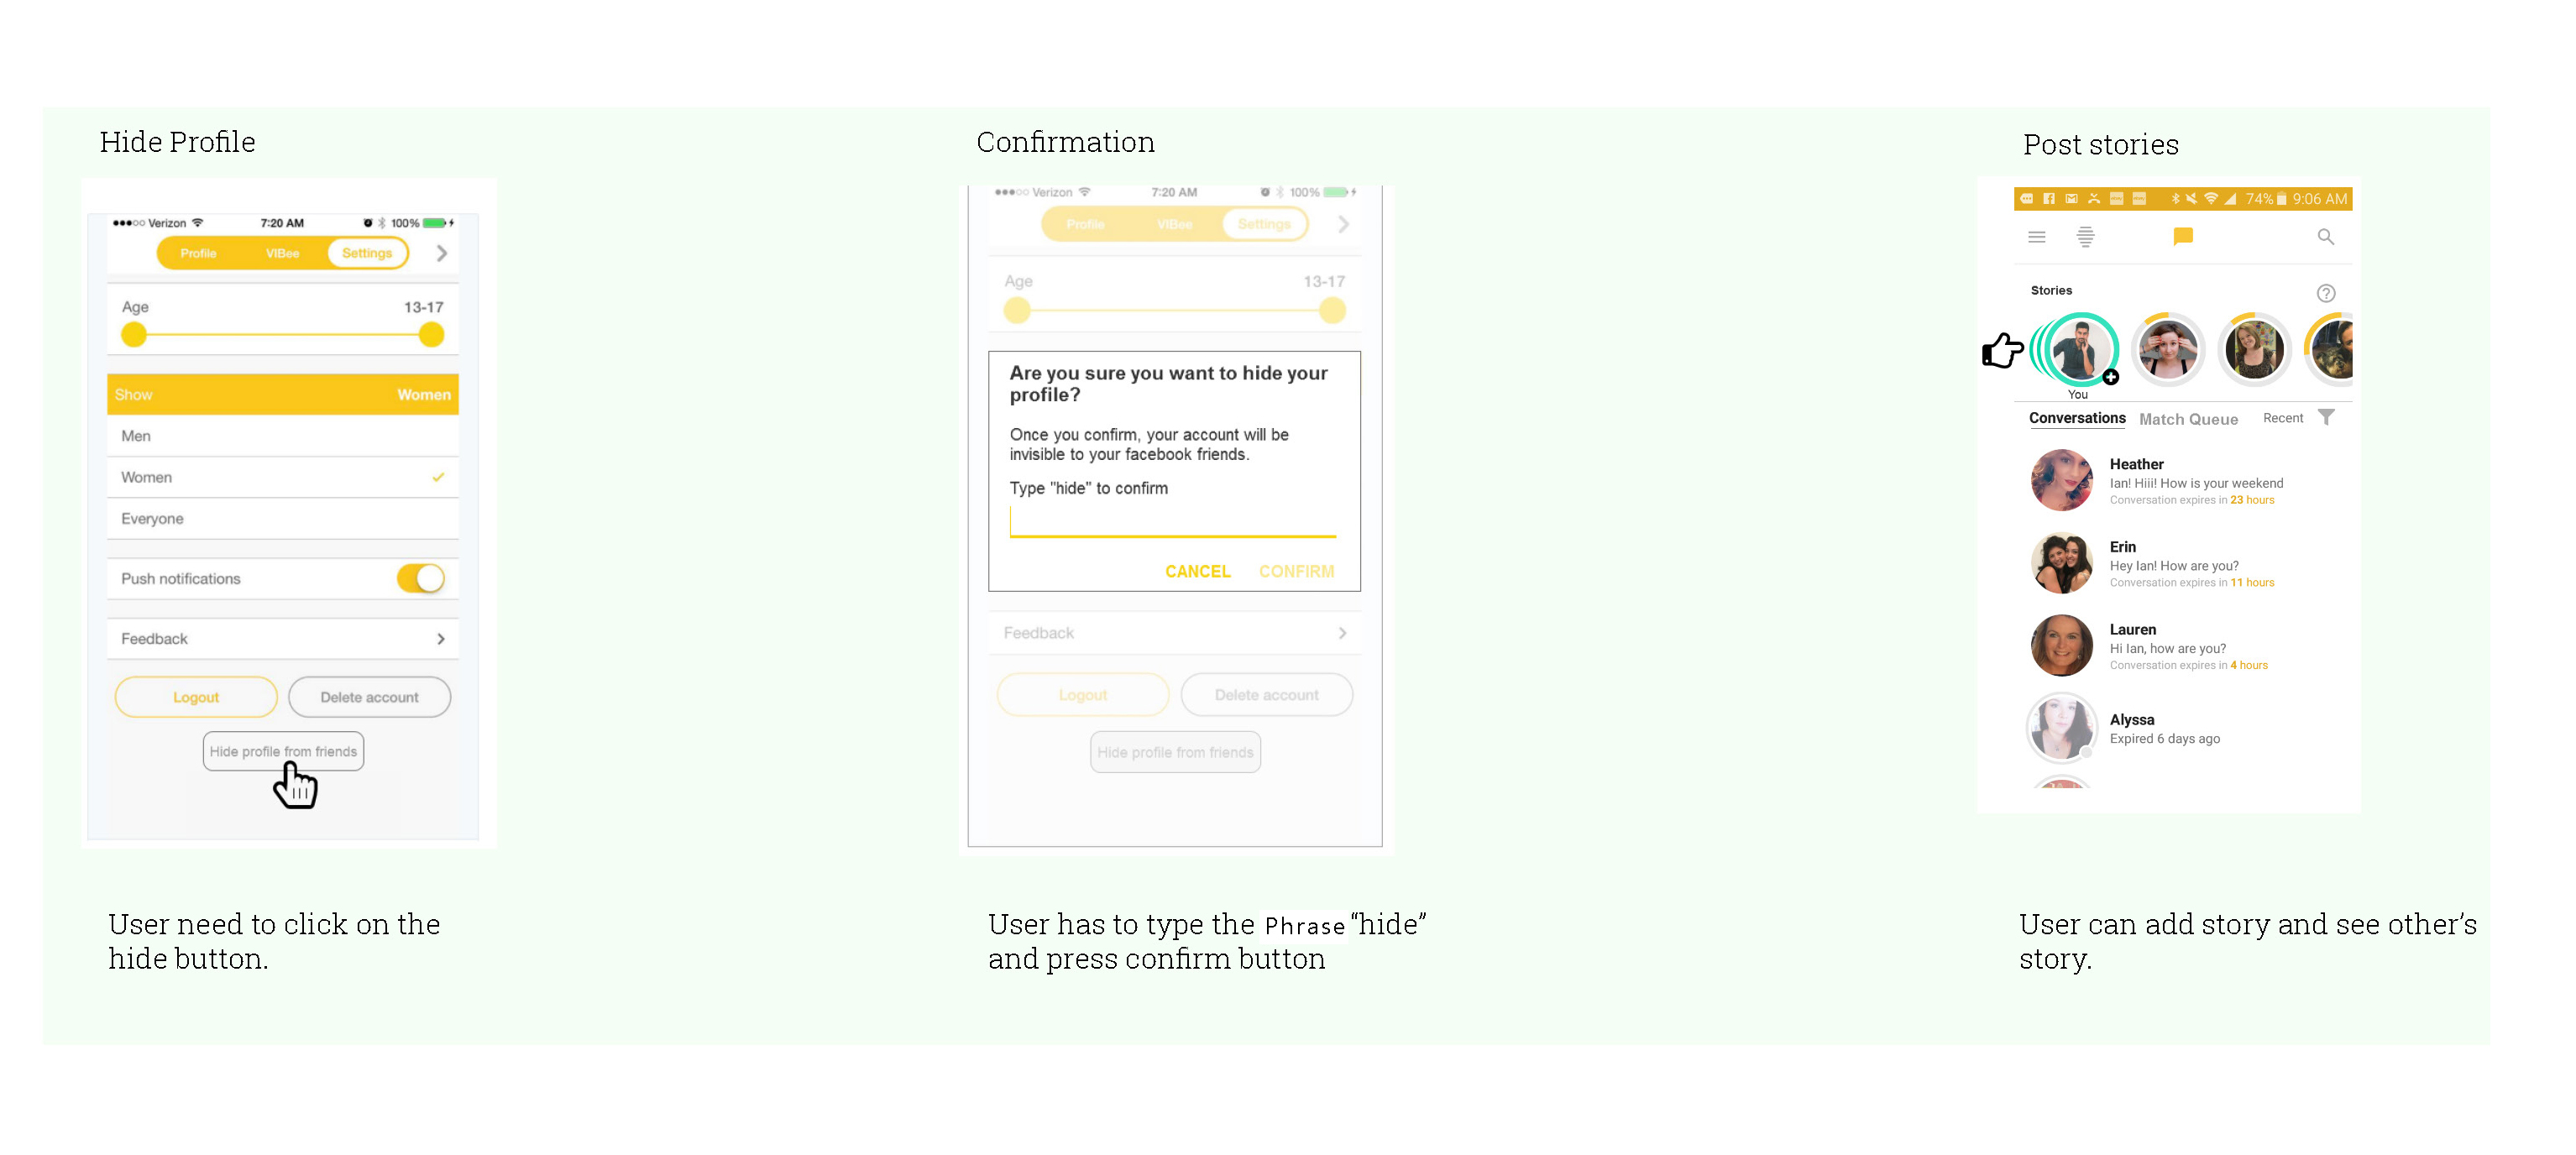 Hide Profile
Verizon 7:20 AM 100%
Profile VIBee Settings
Age 13-17
Show Women
Men
Women
Everyone
Push notifications
Feedback
Logout Delete account
Hide profile from friends
User need to click on the
hide button.
Confirmation
Verizon 7:20 AM 100%
Profile VIBee Settings
Age 13-17
Are you sure you want to hide your
profile?
Once you confirm, your account will be
invisible to your facebook friends.
Type "hide" to confirm
CANCEL CONFIRM
Feedback
Logout Delete account
Hide profile from friends
User has to type the Phrase “hide”
and press confirm button
Post stories
74% 9:06 AM
Stories
You
Conversations Match Queue Recent
Heather
Ian! Hiii! How is your weekend
Conversation expires in 23 hours
Erin
Hey Ian! How are you?
Conversation expires in 11 hours
Lauren
Hi Ian, how are you?
Conversation expires in 4 hours
Alyssa
Expired 6 days ago
User can add story and see other’s
story.